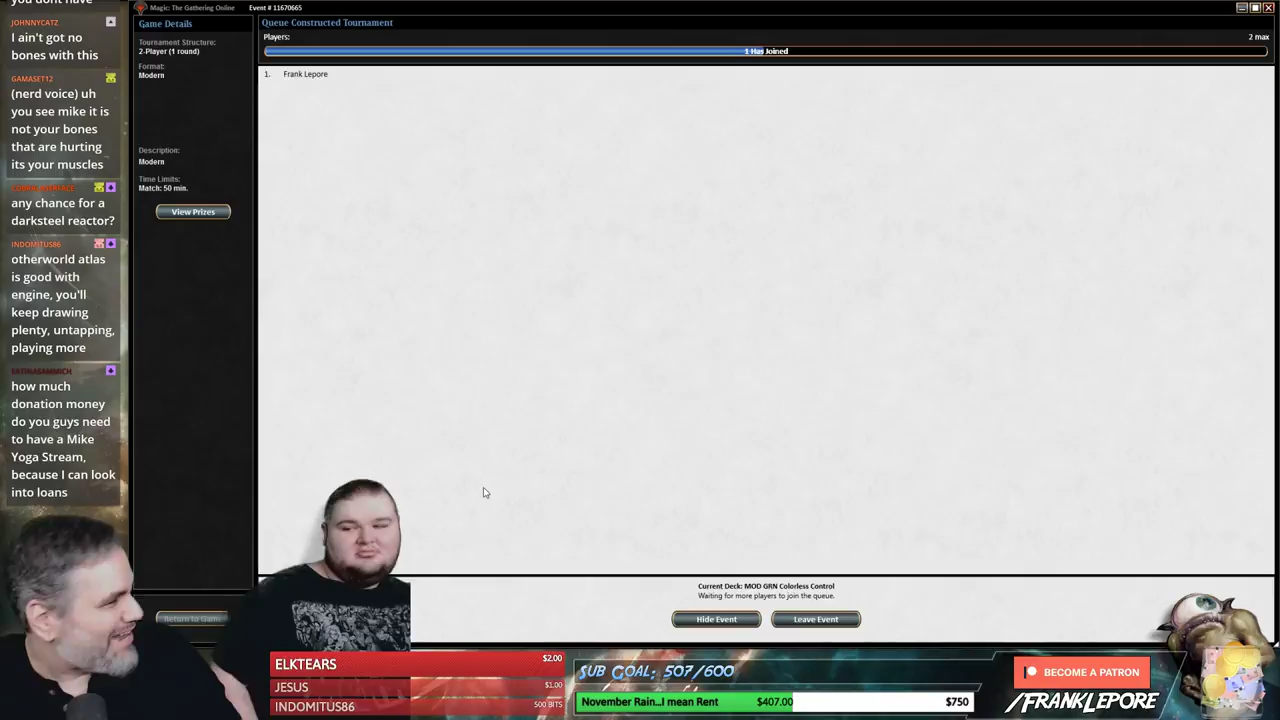 you dont have
JOHNNYCATZ
I ain't got no
bones with this
GAMASET12
(nerd voice) uh
you see mike it is
not your bones
that are hurting
its your muscles
any chance for a
darksteel reactor?
INDOMITUS86
otherworld atlas
is good with
engine, you'll
keep drawing
plenty, untapping,
playing more
how much
donation money
do you guys need
to have a Mike
Yoga Stream,
because I can look
into loans
Magic: The Gathering Online
Event # 11670665
Game Details
Tournament Structure:
2-Player (1 round)
Format:
Modern
Description:
Modern
Time Limits:
Match: 50 min.
View Prizes
Return to Game
Queue Constructed Tournament
Players:
2 max
1 Has Joined
1. Frank Lepore
Current Deck: MOD GRN Colorless Control
Waiting for more players to join the queue.
Hide Event
Leave Event
ELKTEARS $2.00
JESUS $1.00
INDOMITUS86 500 BITS
SUB GOAL: 507/600
November Rain...I mean Rent $407.00 $750
BECOME A PATRON
/FRANKLEPORE